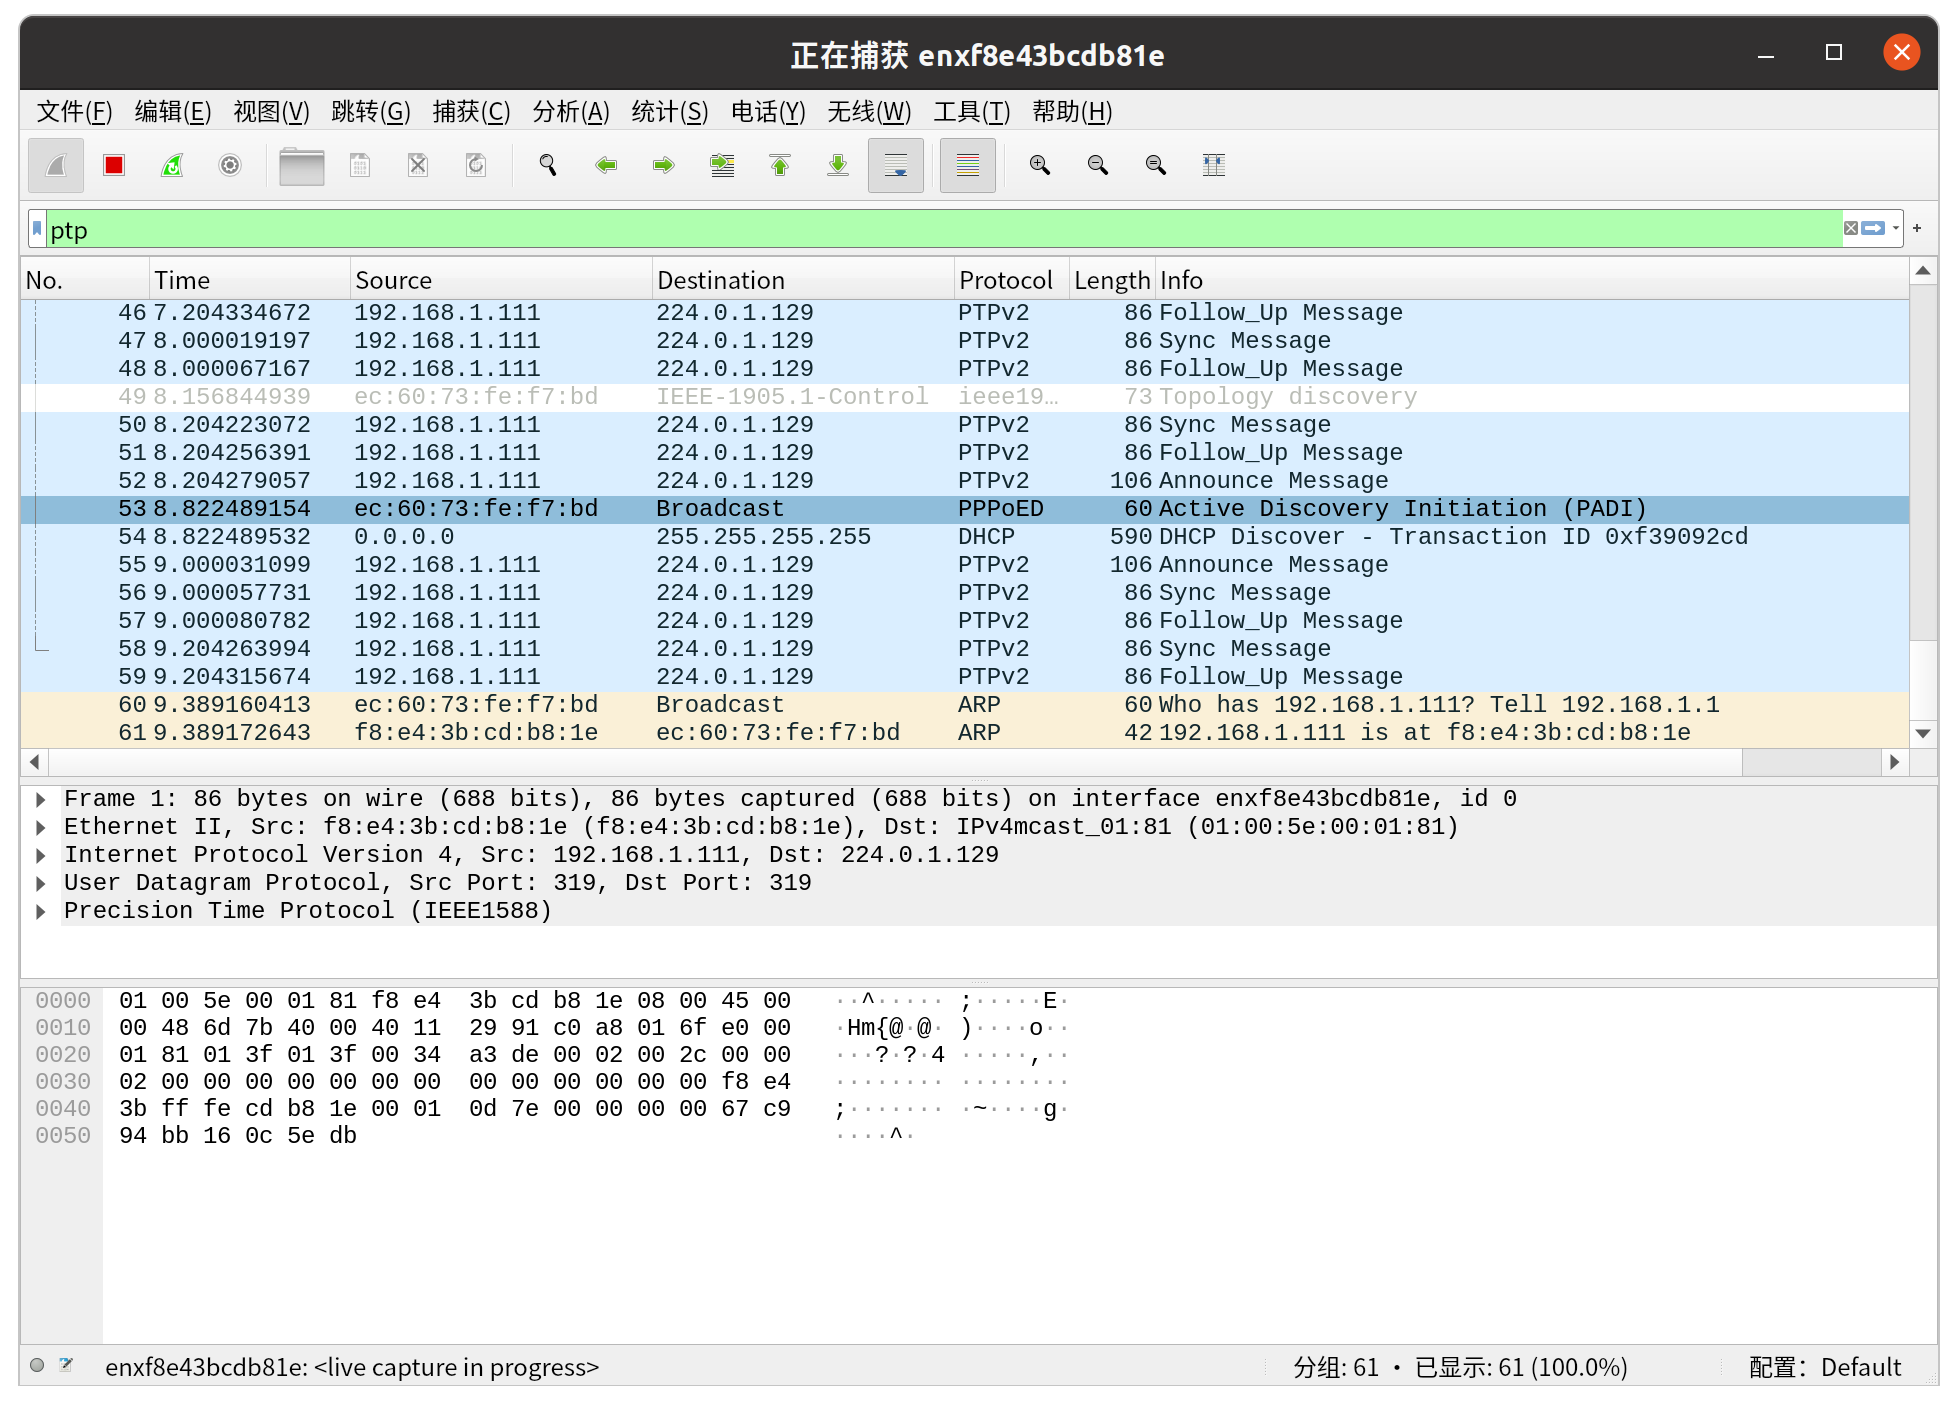 正在捕获 enxf8e43bcdb81e
文件(F) 编辑(E) 视图(V) 跳转(G) 捕获(C) 分析(A) 统计(S) 电话(Y) 无线(W) 工具(T) 帮助(H)
ptp
No. Time Source Destination Protocol Length Info
46 7.204334672 192.168.1.111 224.0.1.129 PTPv2 86 Follow_Up Message
47 8.000019197 192.168.1.111 224.0.1.129 PTPv2 86 Sync Message
48 8.000067167 192.168.1.111 224.0.1.129 PTPv2 86 Follow_Up Message
49 8.156844939 ec:60:73:fe:f7:bd IEEE-1905.1-Control ieee19… 73 Topology discovery
50 8.204223072 192.168.1.111 224.0.1.129 PTPv2 86 Sync Message
51 8.204256391 192.168.1.111 224.0.1.129 PTPv2 86 Follow_Up Message
52 8.204279057 192.168.1.111 224.0.1.129 PTPv2 106 Announce Message
53 8.822489154 ec:60:73:fe:f7:bd Broadcast PPPoED 60 Active Discovery Initiation (PADI)
54 8.822489532 0.0.0.0 255.255.255.255 DHCP 590 DHCP Discover - Transaction ID 0xf39092cd
55 9.000031099 192.168.1.111 224.0.1.129 PTPv2 106 Announce Message
56 9.000057731 192.168.1.111 224.0.1.129 PTPv2 86 Sync Message
57 9.000080782 192.168.1.111 224.0.1.129 PTPv2 86 Follow_Up Message
58 9.204263994 192.168.1.111 224.0.1.129 PTPv2 86 Sync Message
59 9.204315674 192.168.1.111 224.0.1.129 PTPv2 86 Follow_Up Message
60 9.389160413 ec:60:73:fe:f7:bd Broadcast ARP 60 Who has 192.168.1.111? Tell 192.168.1.1
61 9.389172643 f8:e4:3b:cd:b8:1e ec:60:73:fe:f7:bd ARP 42 192.168.1.111 is at f8:e4:3b:cd:b8:1e
Frame 1: 86 bytes on wire (688 bits), 86 bytes captured (688 bits) on interface enxf8e43bcdb81e, id 0
Ethernet II, Src: f8:e4:3b:cd:b8:1e (f8:e4:3b:cd:b8:1e), Dst: IPv4mcast_01:81 (01:00:5e:00:01:81)
Internet Protocol Version 4, Src: 192.168.1.111, Dst: 224.0.1.129
User Datagram Protocol, Src Port: 319, Dst Port: 319
Precision Time Protocol (IEEE1588)
0000 01 00 5e 00 01 81 f8 e4 3b cd b8 1e 08 00 45 00 ··^····· ;·····E·
0010 00 48 6d 7b 40 00 40 11 29 91 c0 a8 01 6f e0 00 ·Hm{@·@· )····o··
0020 01 81 01 3f 01 3f 00 34 a3 de 00 02 00 2c 00 00 ···?·?·4 ·····,··
0030 02 00 00 00 00 00 00 00 00 00 00 00 00 00 f8 e4 ········ ········
0040 3b ff fe cd b8 1e 00 01 0d 7e 00 00 00 00 67 c9 ;······· ·~····g·
0050 94 bb 16 0c 5e db ····^·
enxf8e43bcdb81e: <live capture in progress> 分组: 61 · 已显示: 61 (100.0%) 配置：Default